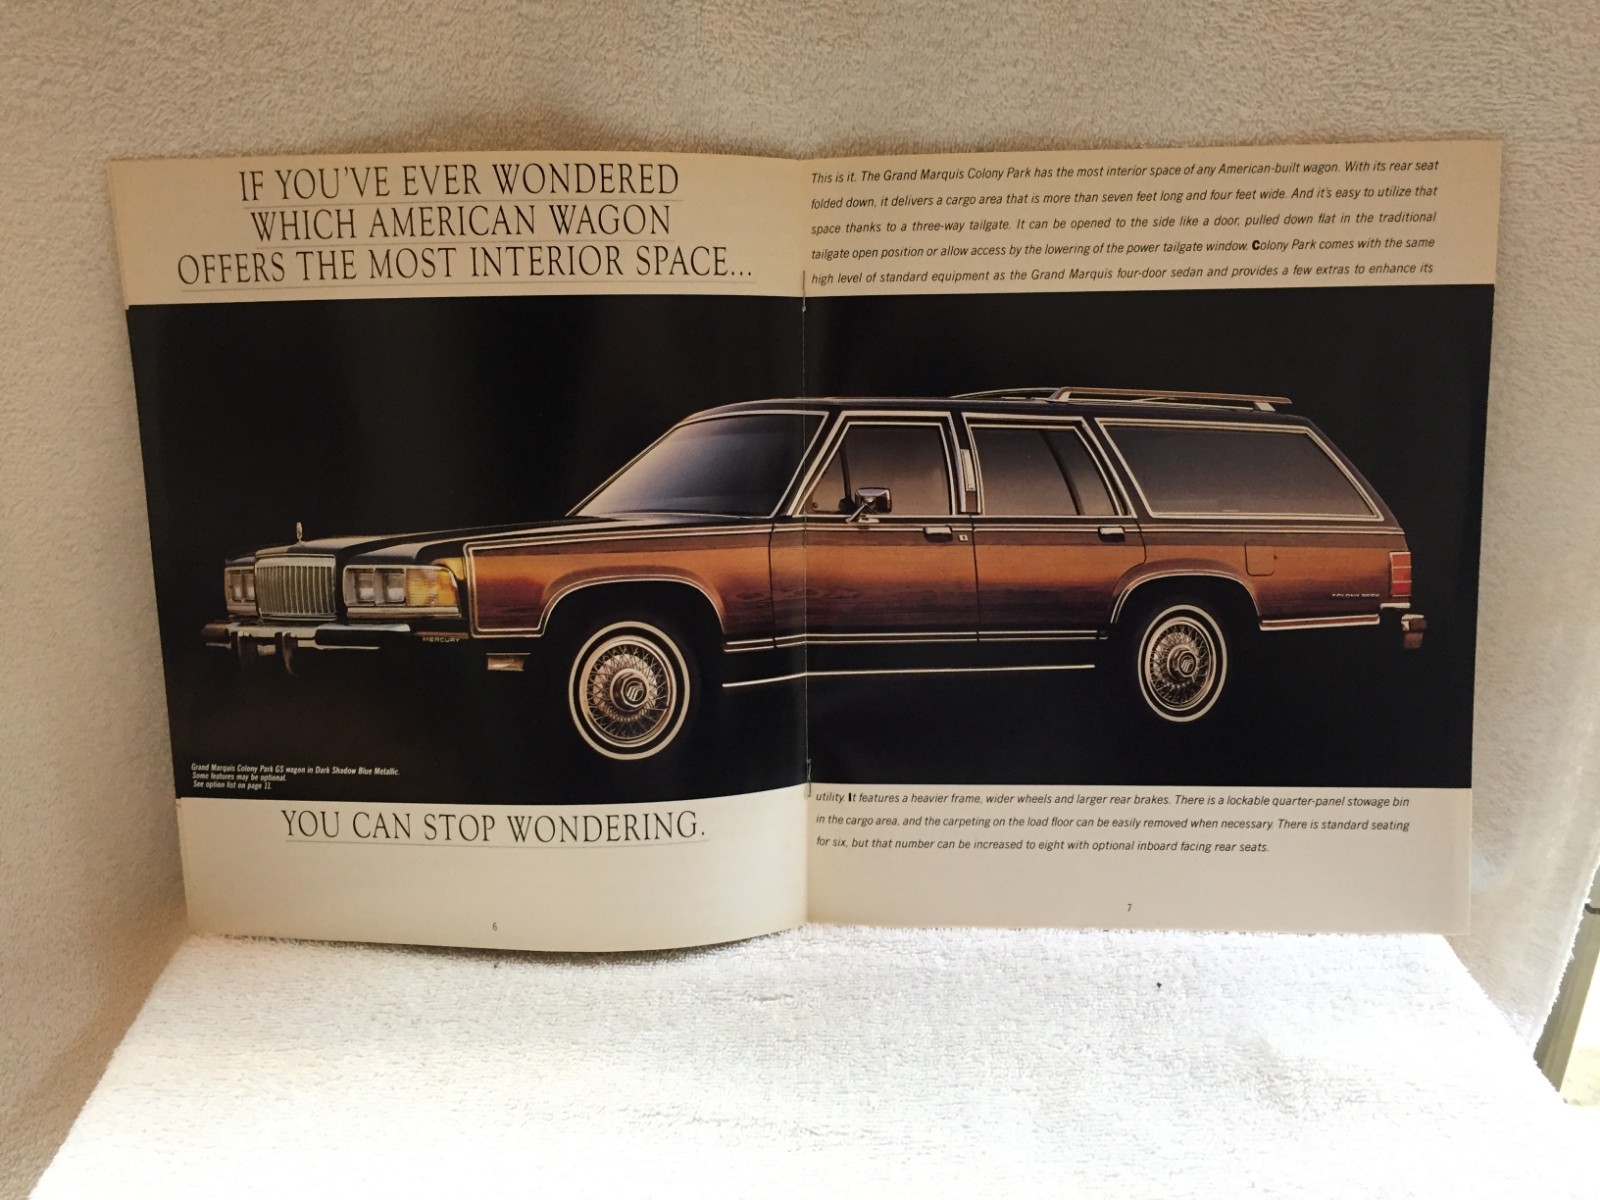 IF YOU'VE EVER WONDERED
WHICH AMERICAN WAGON
OFFERS THE MOST INTERIOR SPACE...
This is it. The Grand Marquis Colony Park has the most interior space of any American-built wagon. With its rear seat
folded down, it delivers a cargo area that is more than seven feet long and four feet wide. And it's easy to utilize that
space thanks to a three-way tailgate. It can be opened to the side like a door, pulled down flat in the traditional
tailgate open position or allow access by the lowering of the power tailgate window. Colony Park comes with the same
high level of standard equipment as the Grand Marquis four-door sedan and provides a few extras to enhance its
MERCURY
COLONY PARK
Grand Marquis Colony Park GS wagon in Dark Shadow Blue Metallic.
Some features may be optional.
See option list on page 11.
YOU CAN STOP WONDERING.
utility. It features a heavier frame, wider wheels and larger rear brakes. There is a lockable quarter-panel stowage bin
in the cargo area, and the carpeting on the load floor can be easily removed when necessary. There is standard seating
for six, but that number can be increased to eight with optional inboard facing rear seats.
6
7